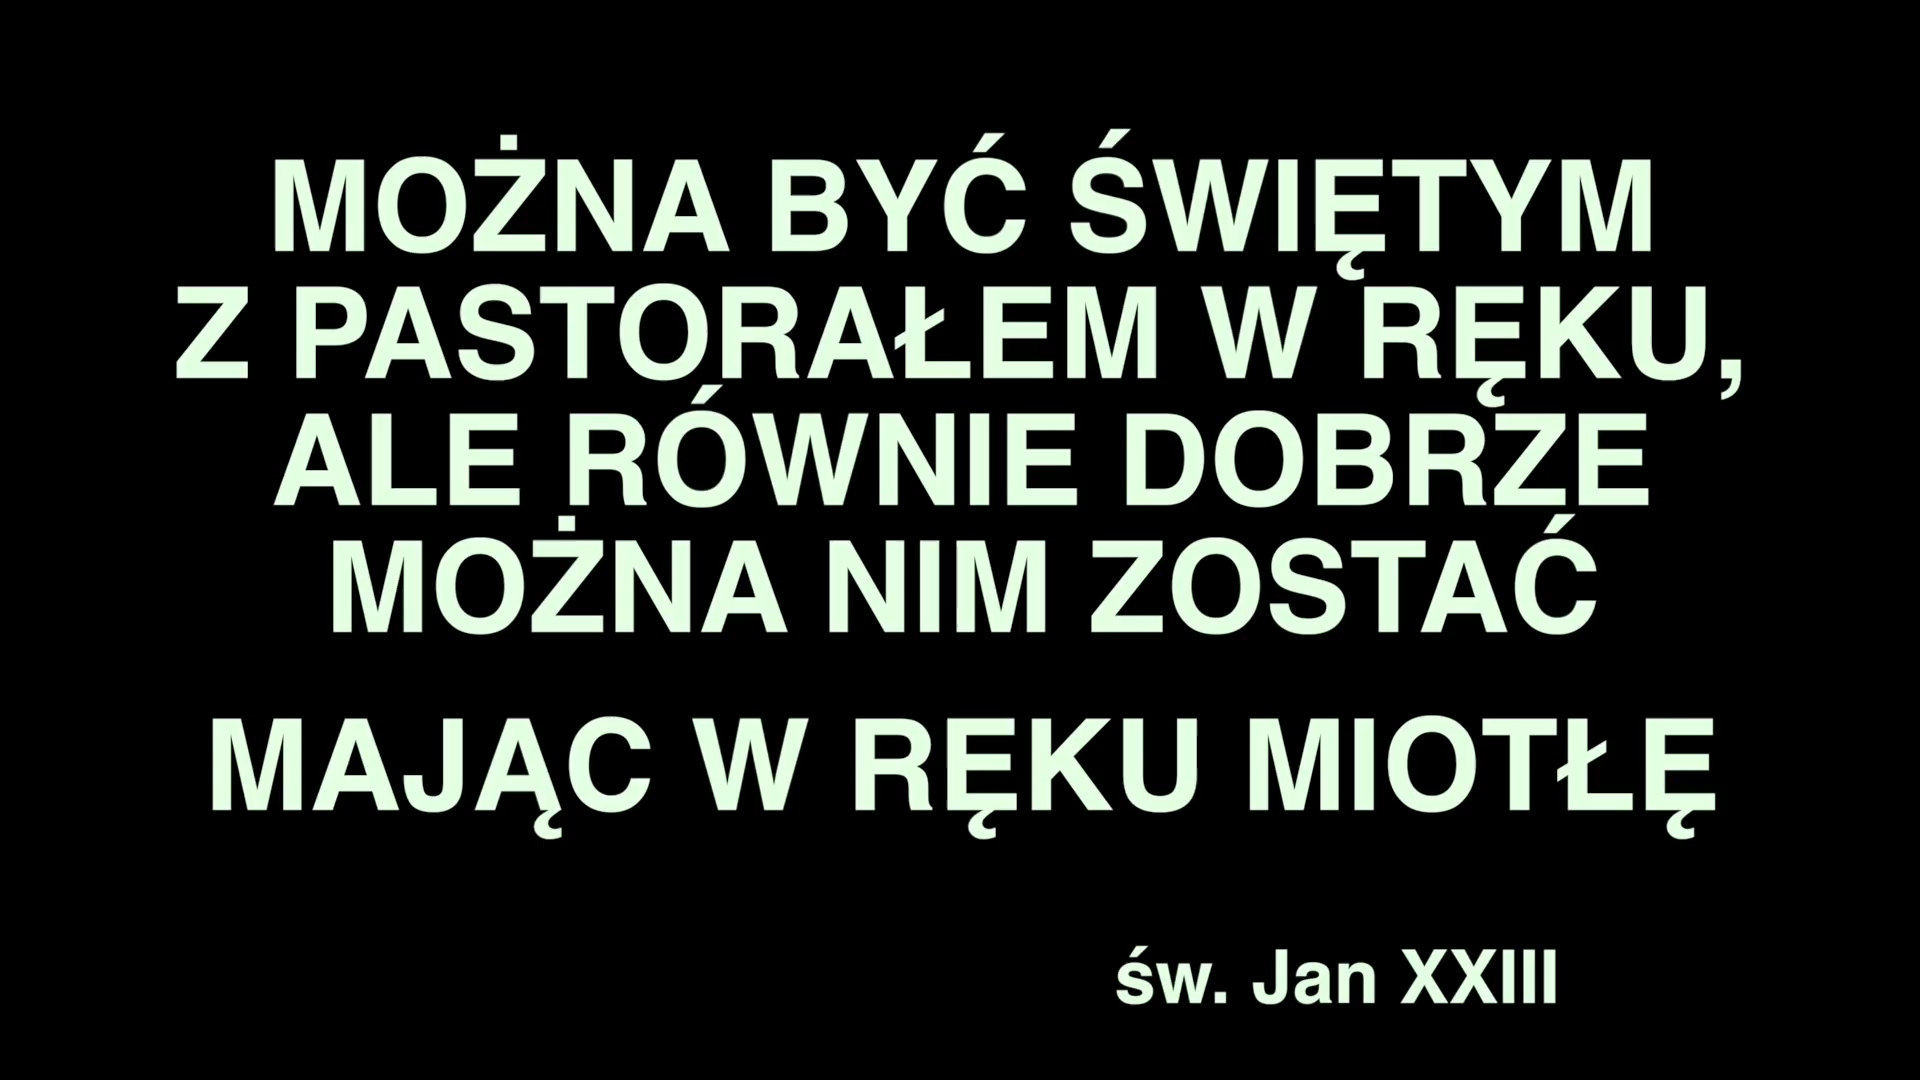 MOŻNA BYĆ ŚWIĘTYM
Z PASTORAŁEM W RĘKU,
ALE RÓWNIE DOBRZE
MOŻNA NIM ZOSTAĆ
MAJĄC W RĘKU MIOTŁĘ
św. Jan XXIII